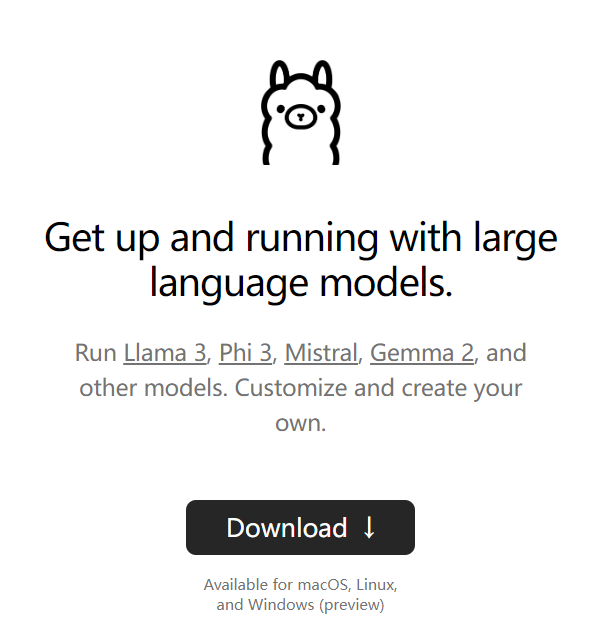 Get up and running with large
language models.
Run Llama 3, Phi 3, Mistral, Gemma 2, and
other models. Customize and create your
own.
Download ↓
Available for macOS, Linux,
and Windows (preview)